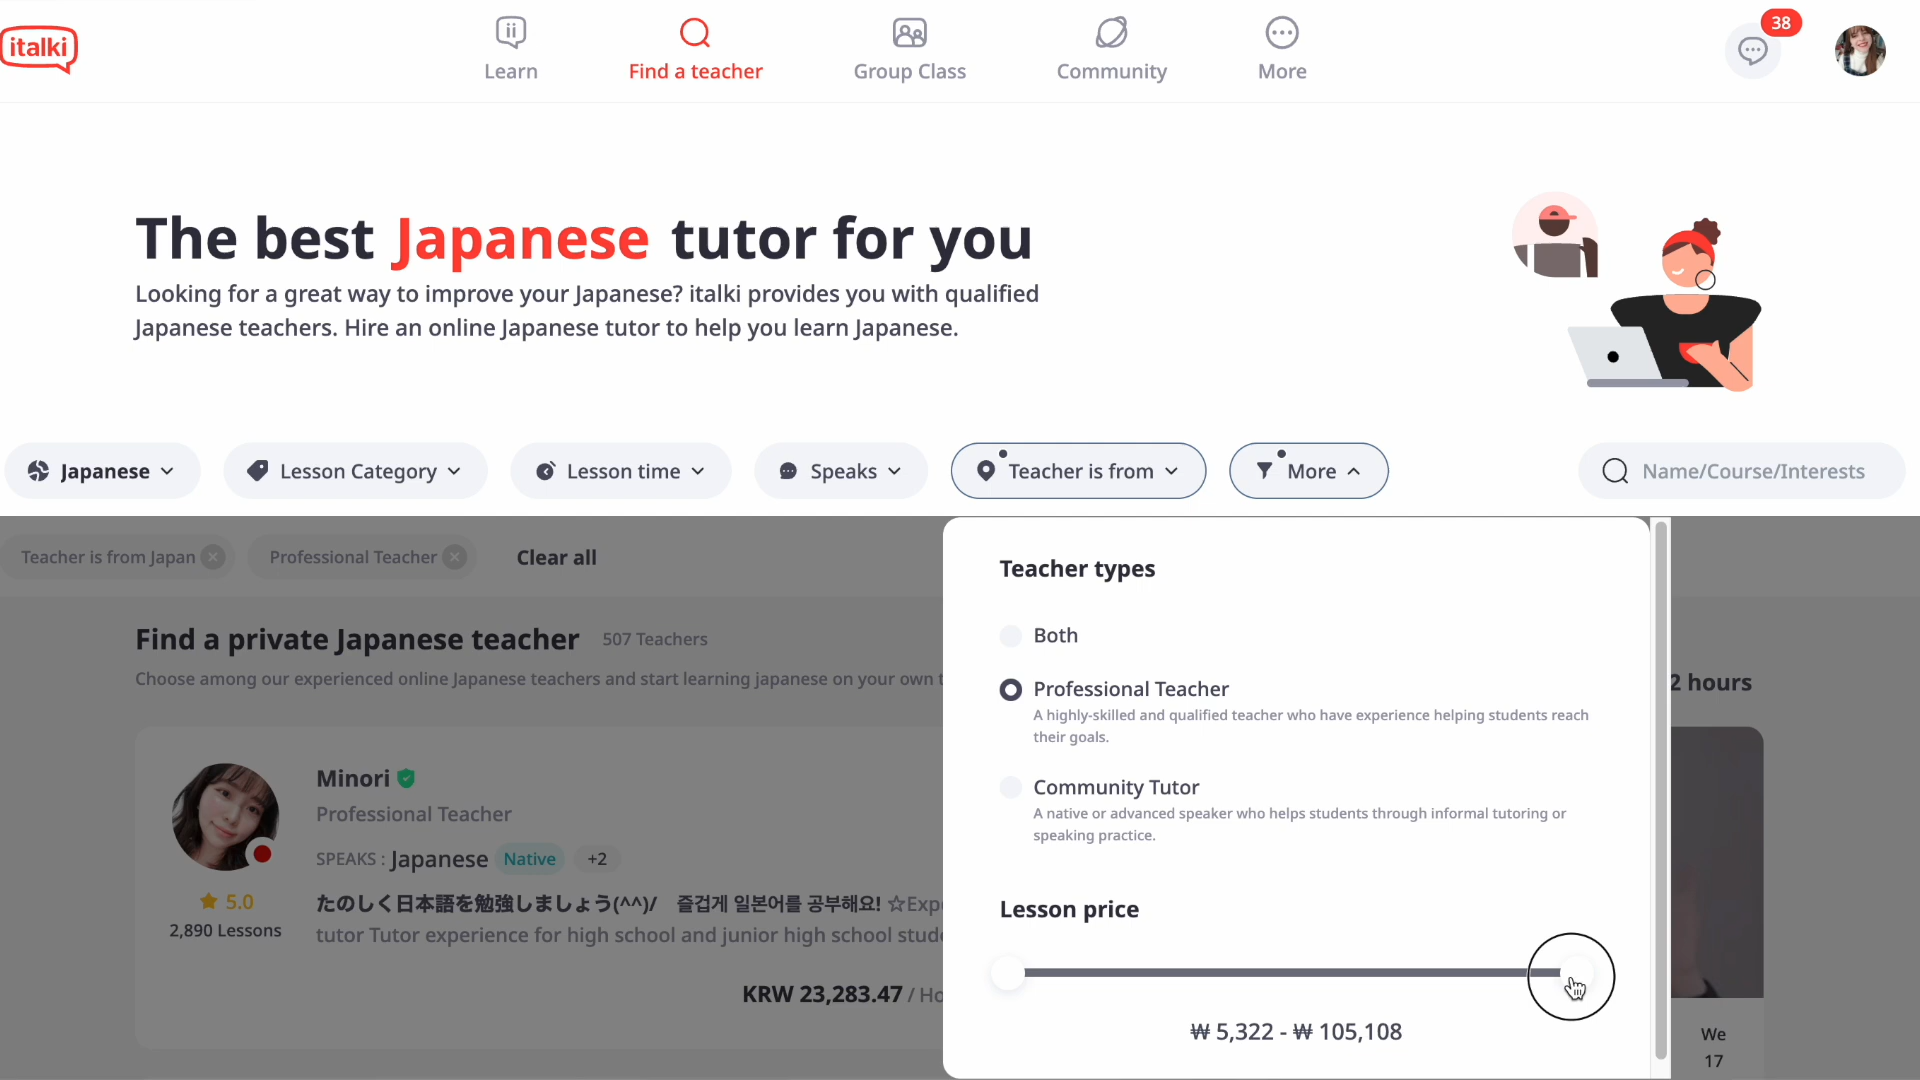 italki
Learn
Find a teacher
Group Class
Community
More
38
The best Japanese tutor for you
Looking for a great way to improve your Japanese? italki provides you with qualified
Japanese teachers. Hire an online Japanese tutor to help you learn Japanese.
Japanese
Lesson Category
Lesson time
Speaks
Teacher is from
More
Name/Course/Interests
Teacher is from Japan
Professional Teacher
Clear all
Find a private Japanese teacher 507 Teachers
Choose among our experienced online Japanese teachers and start learning japanese on your own
Minori
Professional Teacher
SPEAKS : Japanese Native +2
5.0
2,890 Lessons
たのしく日本語を勉強しましょう(^^)/ 즐겁게 일본어를 공부해요! ☆Exp
tutor Tutor experience for high school and junior high school stud
KRW 23,283.47 / Ho
Teacher types
Both
Professional Teacher
A highly-skilled and qualified teacher who have experience helping students reach
their goals.
Community Tutor
A native or advanced speaker who helps students through informal tutoring or
speaking practice.
Lesson price
₩ 5,322 - ₩ 105,108
2 hours
We
17